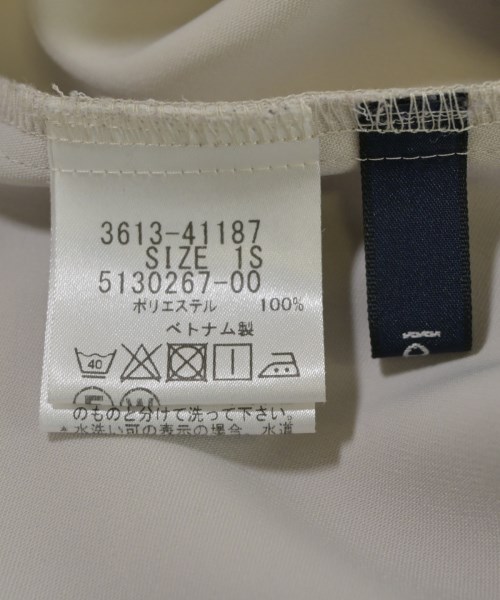 3613-41187
SIZE 1S
5130267-00
ポリエステル 100%
ベトナム製
40
のものと分けて洗って下さい。
水洗い可の表示の場合、水道